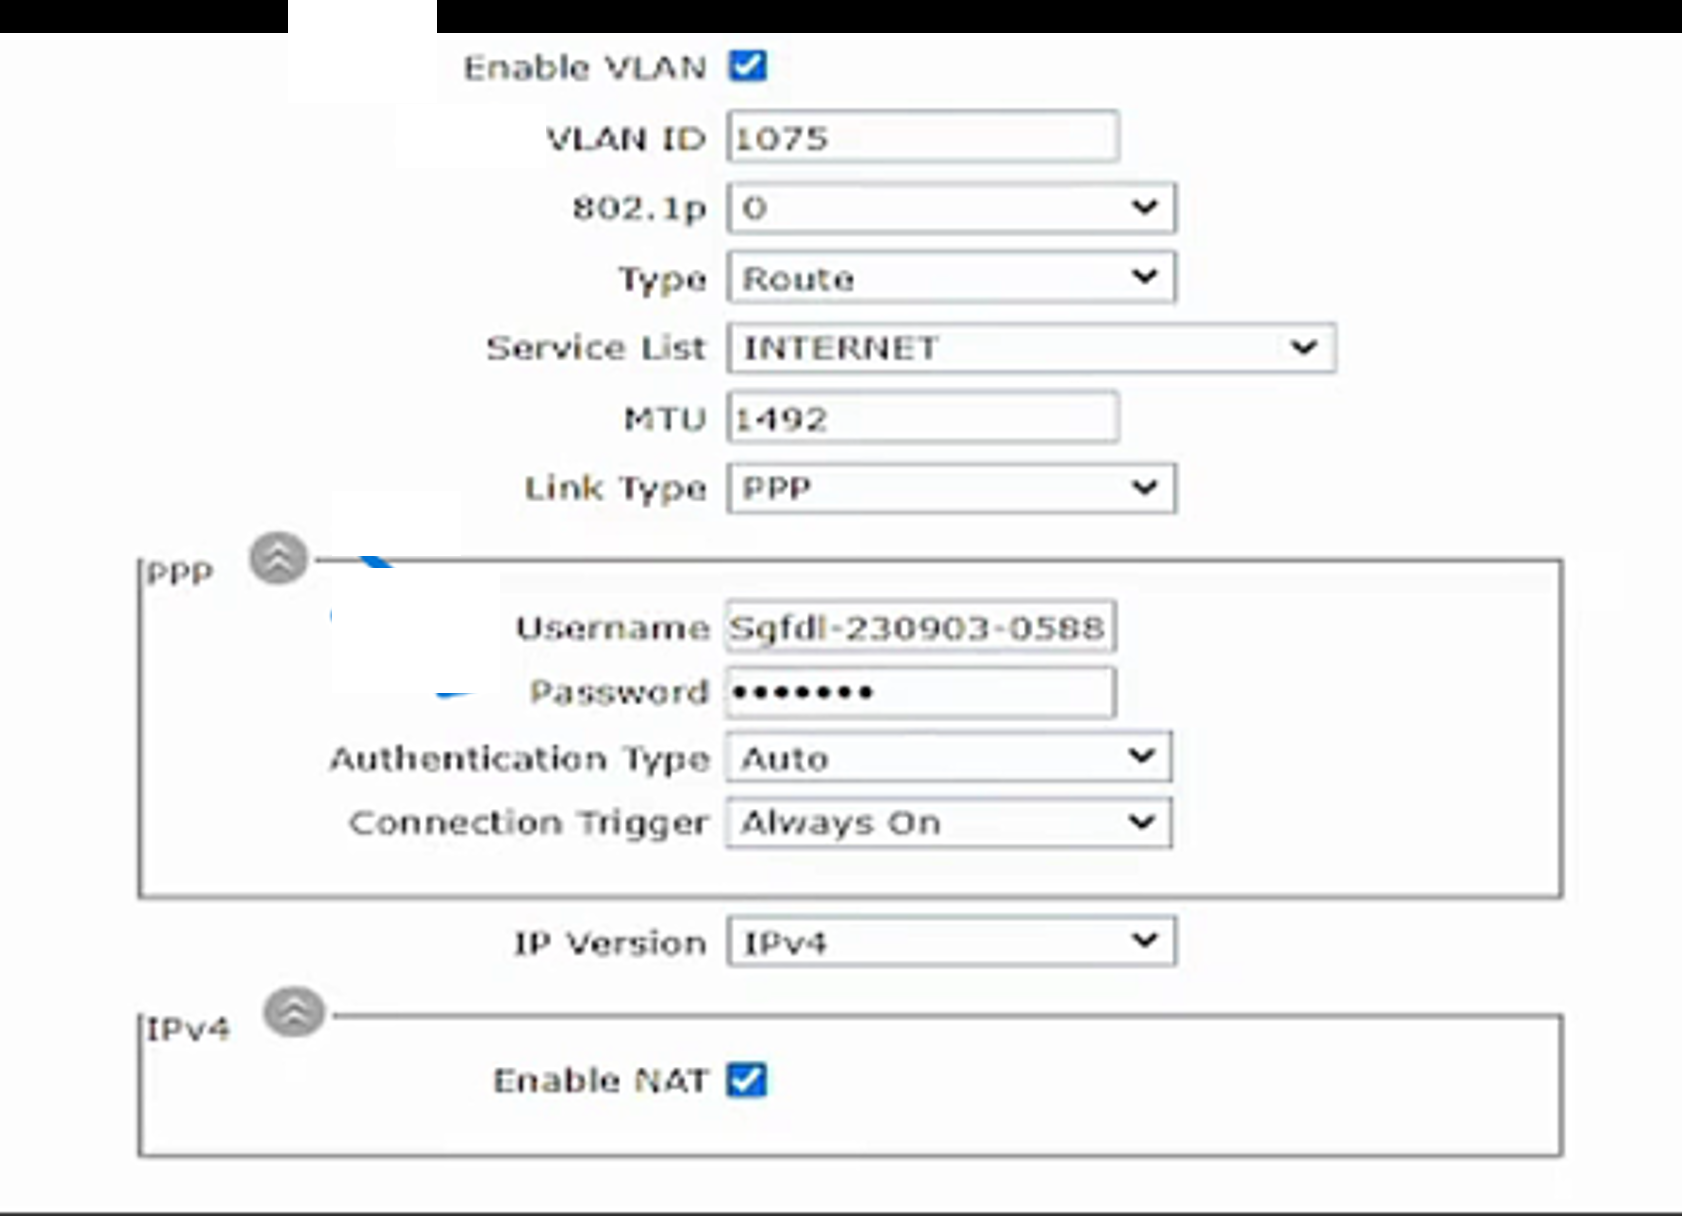 Enable VLAN
VLAN ID 1075
802.1p 0
Type Route
Service List INTERNET
MTU 1492
Link Type PPP
PPP
Username Sgfdl-230903-0588
Password •••••••
Authentication Type Auto
Connection Trigger Always On
IP Version IPv4
IPv4
Enable NAT